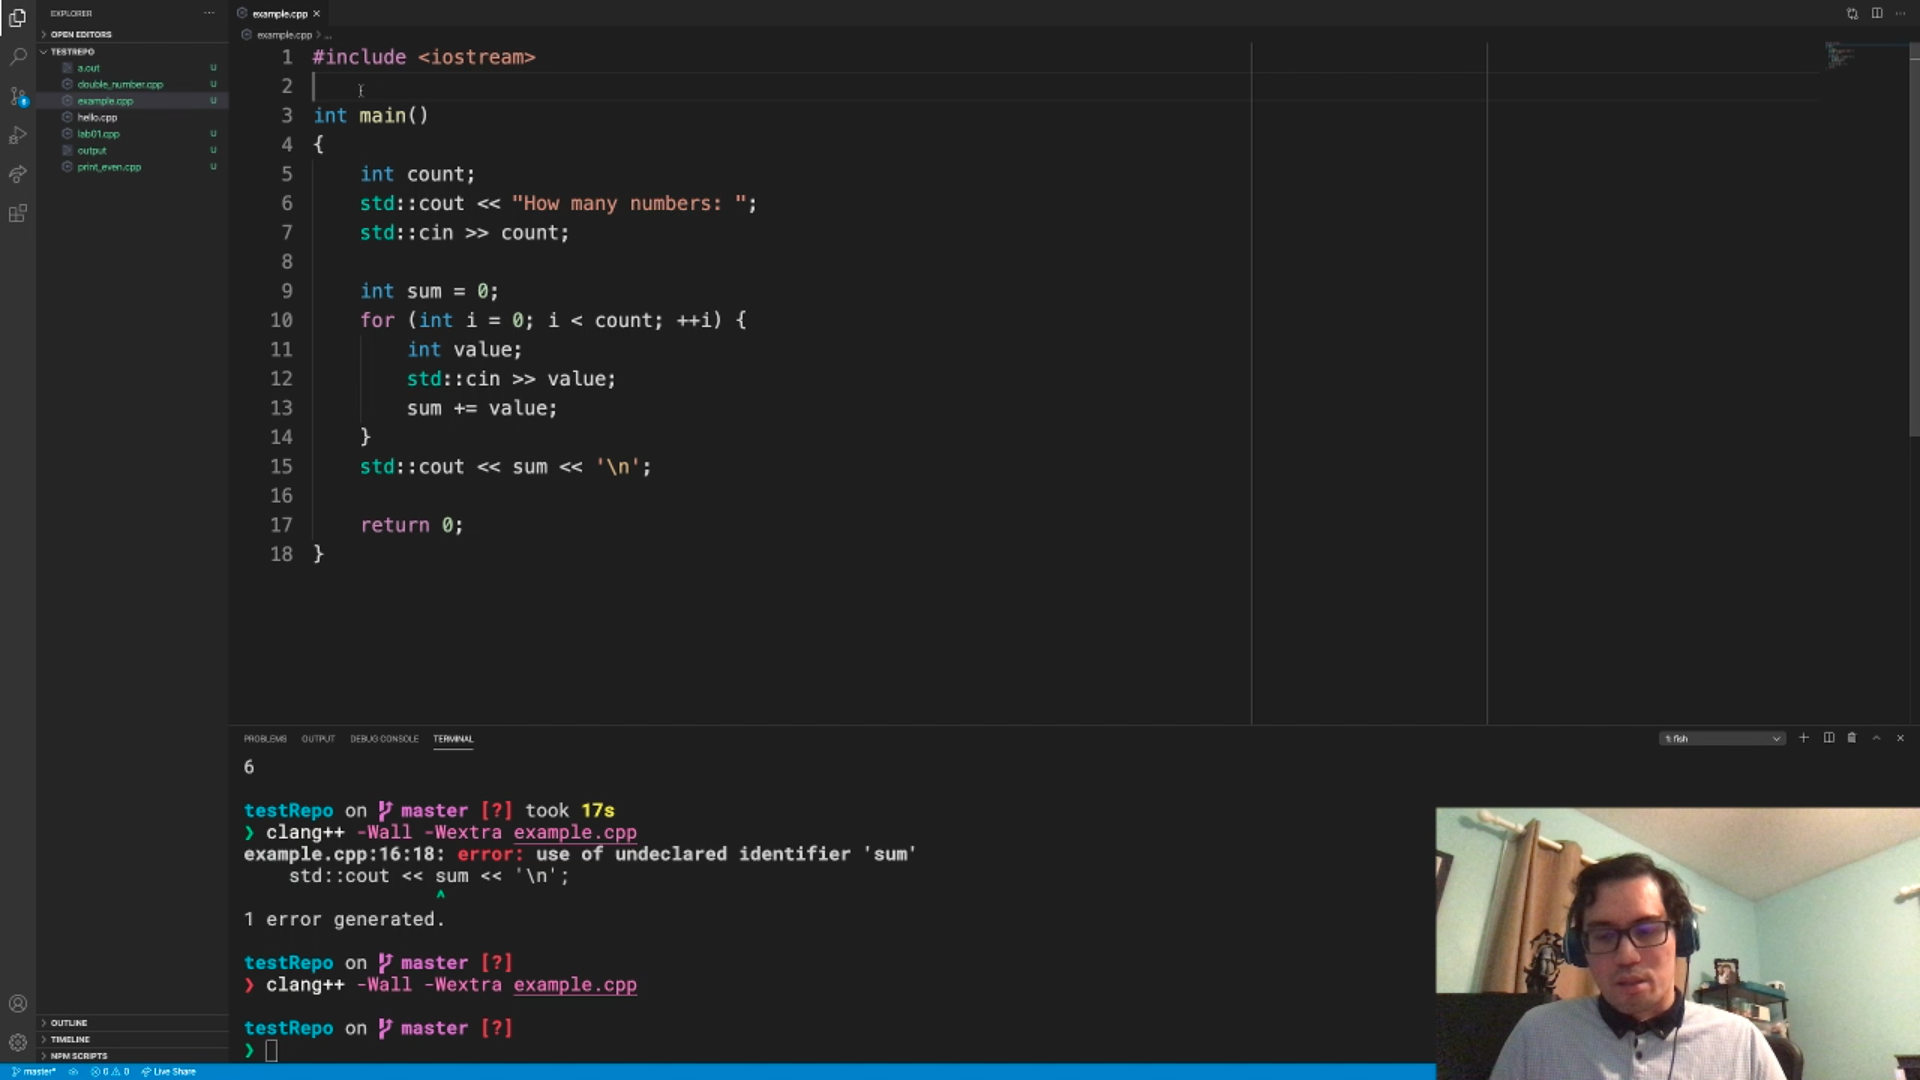 EXPLORER
OPEN EDITORS
TESTREPO
a.out U
double_number.cpp U
example.cpp U
hello.cpp
lab01.cpp U
output U
print_even.cpp U
OUTLINE
TIMELINE
NPM SCRIPTS
example.cpp
example.cpp > ...
1 #include <iostream>
2
3 int main()
4 {
5 int count;
6 std::cout << "How many numbers: ";
7 std::cin >> count;
8
9 int sum = 0;
10 for (int i = 0; i < count; ++i) {
11 int value;
12 std::cin >> value;
13 sum += value;
14 }
15 std::cout << sum << '\n';
16
17 return 0;
18 }
PROBLEMS OUTPUT DEBUG CONSOLE TERMINAL
1: fish
6
testRepo on master [?] took 17s
❯ clang++ -Wall -Wextra example.cpp
example.cpp:16:18: error: use of undeclared identifier 'sum'
std::cout << sum << '\n';
^
1 error generated.
testRepo on master [?]
❯ clang++ -Wall -Wextra example.cpp
testRepo on master [?]
❯
master* 0 0 Live Share